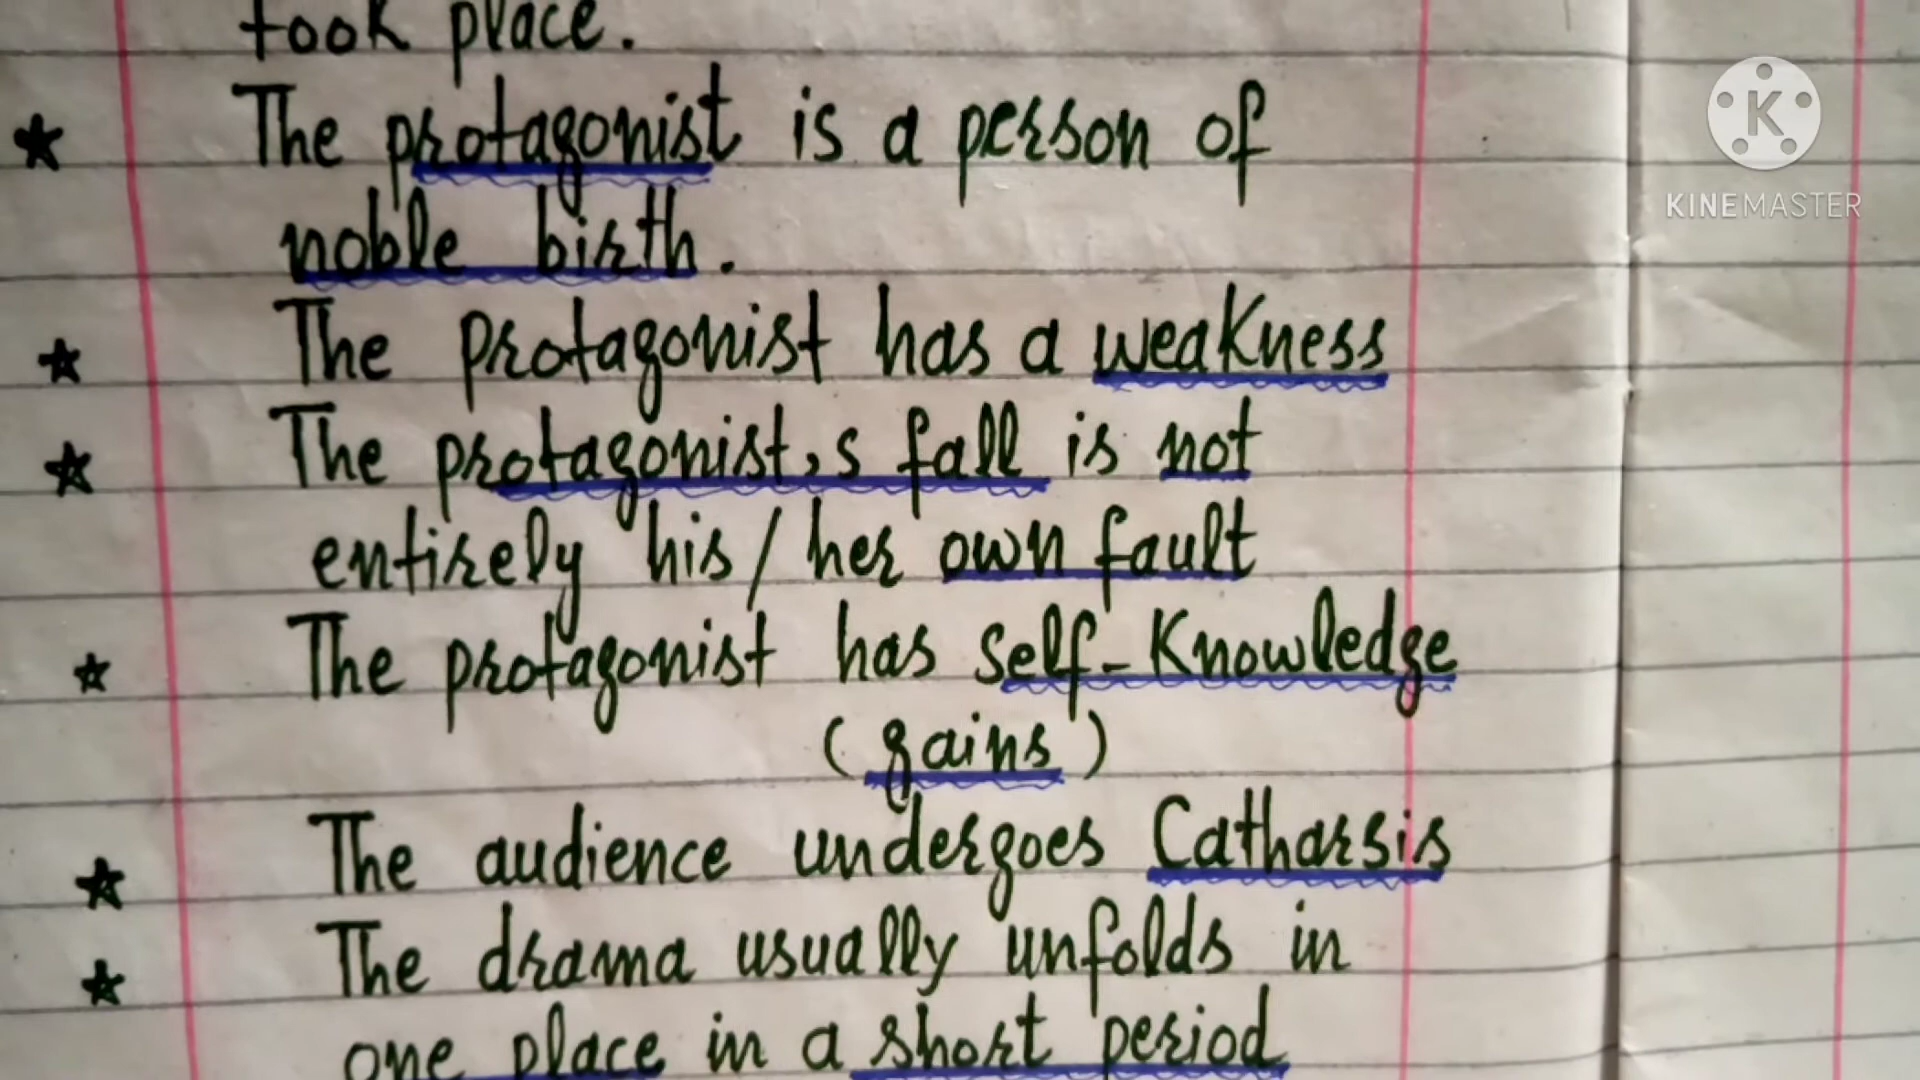 took place.
★ The protagonist is a person of
noble birth.
★ The protagonist has a weakness
★ The protagonist,s fall is not
entirely his/her own fault
★ The protagonist has self-Knowledge
(gains)
★ The audience undergoes Catharsis
★ The drama usually unfolds in
one place in a short period
KINEMASTER